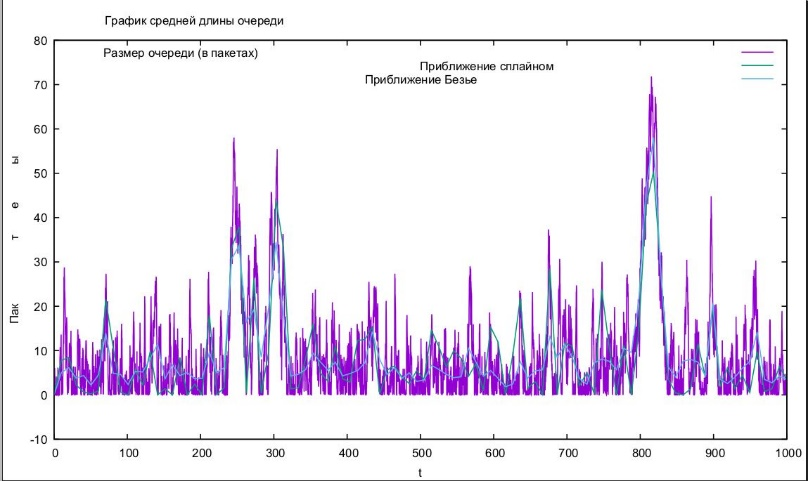 График средней длины очереди
Размер очереди (в пакетах)
Приближение сплайном
Приближение Безье
80
70
60
50
40
30
20
10
0
-10
Пак т е ы
0 100 200 300 400 500 600 700 800 900 1000
t